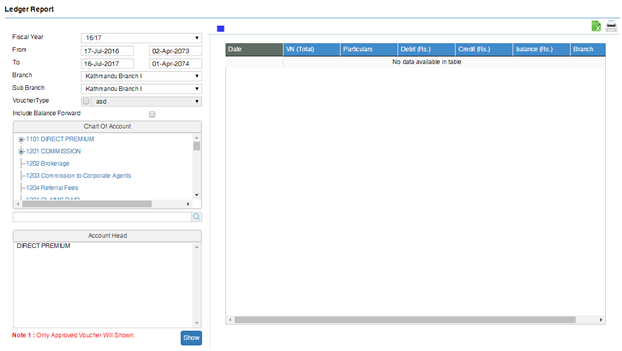 Ledger Report
Fiscal Year 16/17
From 17-Jul-2016 02-Apr-2073
To 16-Jul-2017 01-Apr-2074
Branch Kathmandu Branch I
Sub Branch Kathmandu Branch I
VoucherType asd
Include Balance Forward
Chart Of Account
1101 DIRECT PREMIUM
1201 COMMISSION
1202 Brokerage
1203 Commission to Corporate Agents
1204 Referral Fees
Account Head
DIRECT PREMIUM
Note 1 : Only Approved Voucher Will Shown.
Show
Date VN (Total) Particulars Debit (Rs.) Credit (Rs.) balance (Rs.) Branch
No data available in table